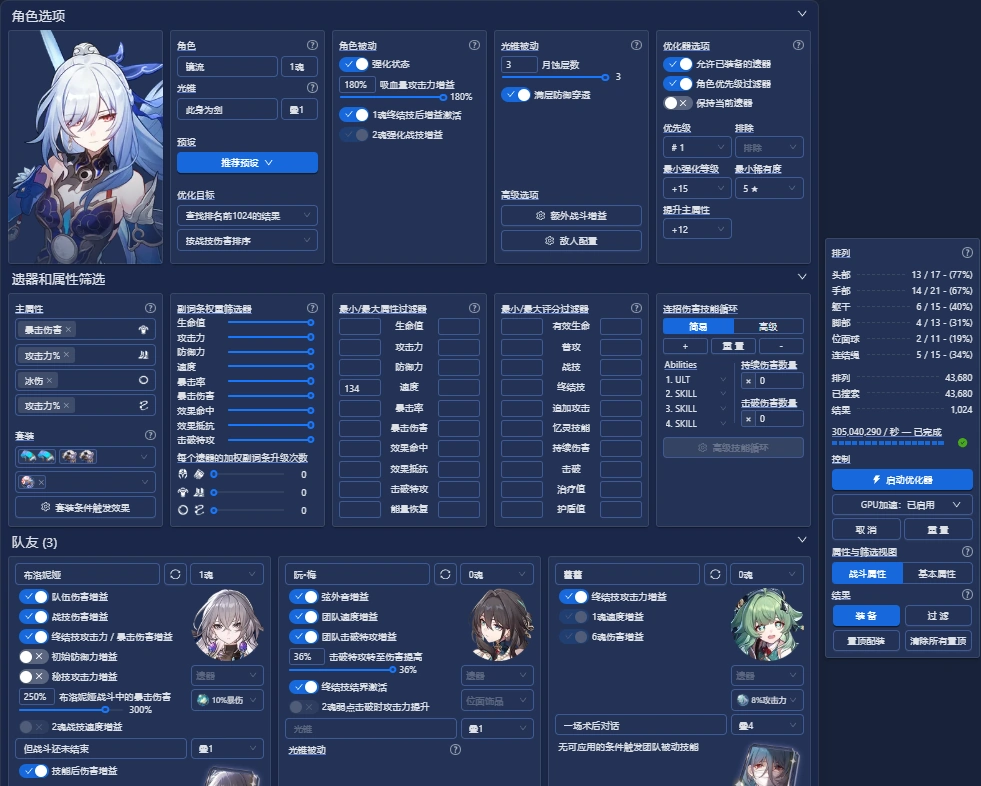 角色选项
角色
镜流
1魂
光锥
此身为剑
叠1
预设
推荐预设
优化目标
查找排名前1024的结果
按战技伤害排序
角色被动
强化状态
180%
吸血量攻击力增益
180%
1魂终结技后增益激活
2魂强化战技增益
光锥被动
3
月蚀层数
3
满层防御穿透
高级选项
额外战斗增益
敌人配置
优化器选项
允许已装备的遗器
角色优先级过滤器
保持当前遗器
优先级
排除
# 1
排除
最小强化等级
最小稀有度
+15
5 ★
提升主属性
+12
遗器和属性筛选
主属性
暴击伤害 ×
攻击力% ×
冰伤 ×
攻击力% ×
套装
×
套装条件触发效果
副词条权重筛选器
生命值
攻击力
防御力
速度
暴击率
暴击伤害
效果命中
效果抵抗
击破特攻
每个遗器的加权副词条升级次数
0
0
0
最小/最大属性过滤器
生命值
攻击力
防御力
134
速度
暴击率
暴击伤害
效果命中
效果抵抗
击破特攻
能量恢复
最小/最大评分过滤器
有效生命
普攻
战技
终结技
追加攻击
忆灵技能
持续伤害
击破
治疗值
护盾值
连招伤害技能循环
简易
高级
+
重 置
-
Abilities
持续伤害数量
1. ULT
× 0
2. SKILL
3. SKILL
击破伤害数量
4. SKILL
× 0
高级技能循环
队友 (3)
布洛妮娅
1魂
队伍伤害增益
战技伤害增益
终结技攻击力 / 暴击伤害增益
初始防御力增益
秘技攻击力增益
遗器
250%
布洛妮娅战斗中的暴击伤害
300%
10%暴伤
2魂战技速度增益
但战斗还未结束
叠1
技能后伤害增益
阮•梅
0魂
弦外音增益
团队速度增益
团队击破特攻增益
36%
击破特攻转至伤害提高
36%
遗器
终结技结界激活
位面饰品
2魂弱点击破时攻击力提升
光锥
叠1
光锥被动
藿藿
0魂
终结技攻击力增益
1魂速度增益
6魂伤害增益
遗器
8%攻击力
一场术后对话
叠4
无可应用的条件触发团队被动技能
排列
头部 13 / 17 - (77%)
手部 14 / 21 - (67%)
躯干 6 / 15 - (40%)
脚部 4 / 13 - (31%)
位面球 2 / 11 - (19%)
连结绳 5 / 15 - (34%)
排列 43,680
已搜索 43,680
结果 1,024
305,040,290 / 秒 — 已完成
控制
启动优化器
GPU加速: 已启用
取 消
重 置
属性与筛选视图
战斗属性
基本属性
结果
装 备
过 滤
置顶配装
清除所有置顶